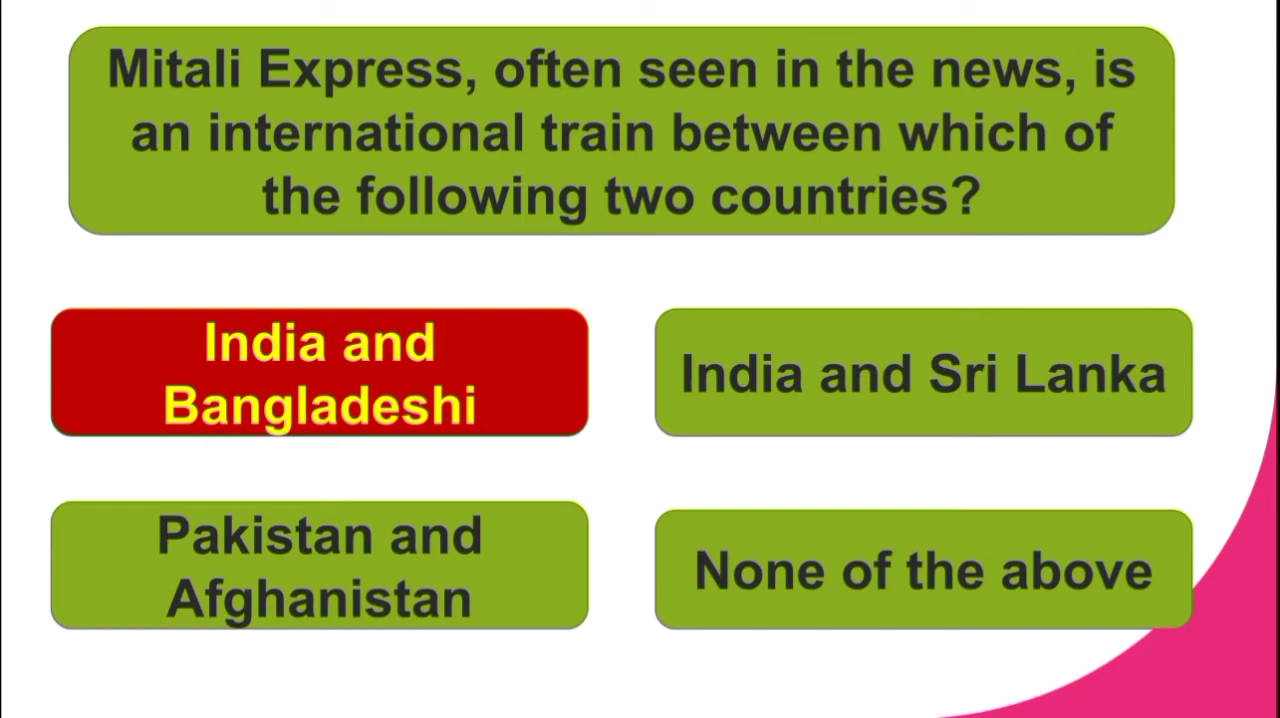 Mitali Express, often seen in the news, is
an international train between which of
the following two countries?
India and
Bangladeshi
India and Sri Lanka
Pakistan and
Afghanistan
None of the above